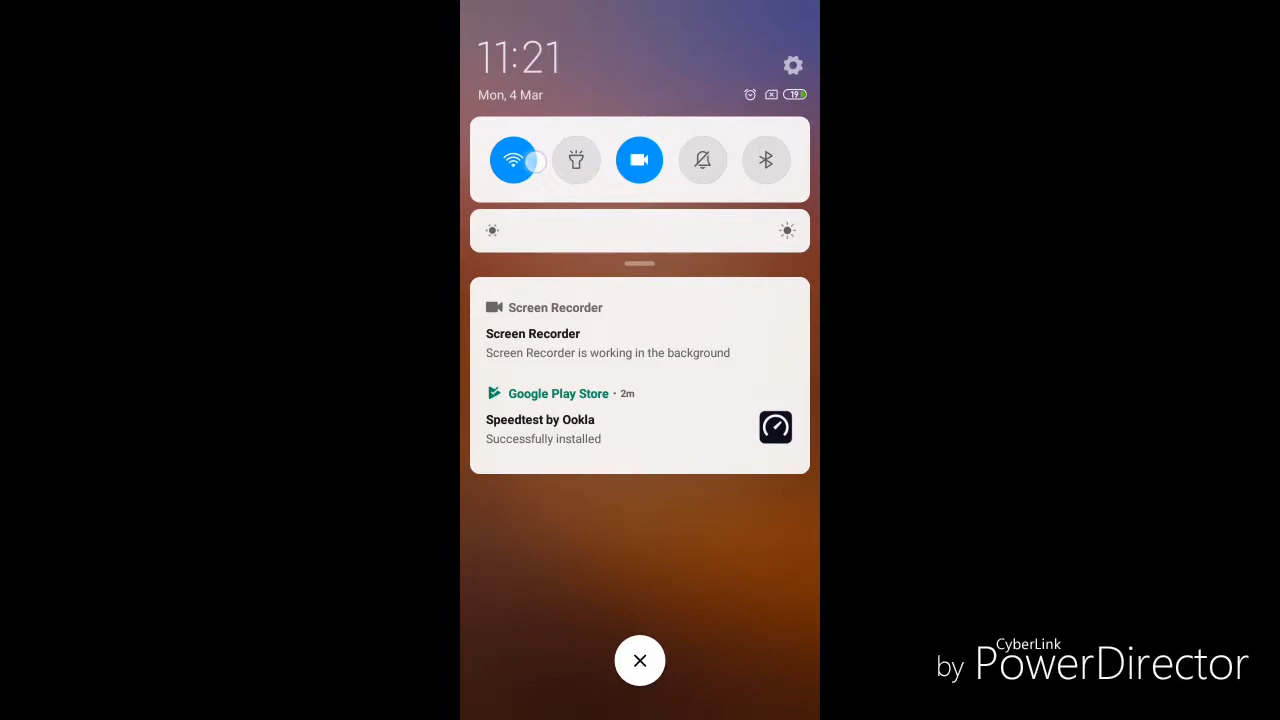 11:21
Mon, 4 Mar
19
Screen Recorder
Screen Recorder
Screen Recorder is working in the background
Google Play Store · 2m
Speedtest by Ookla
Successfully installed
CyberLink
by PowerDirector